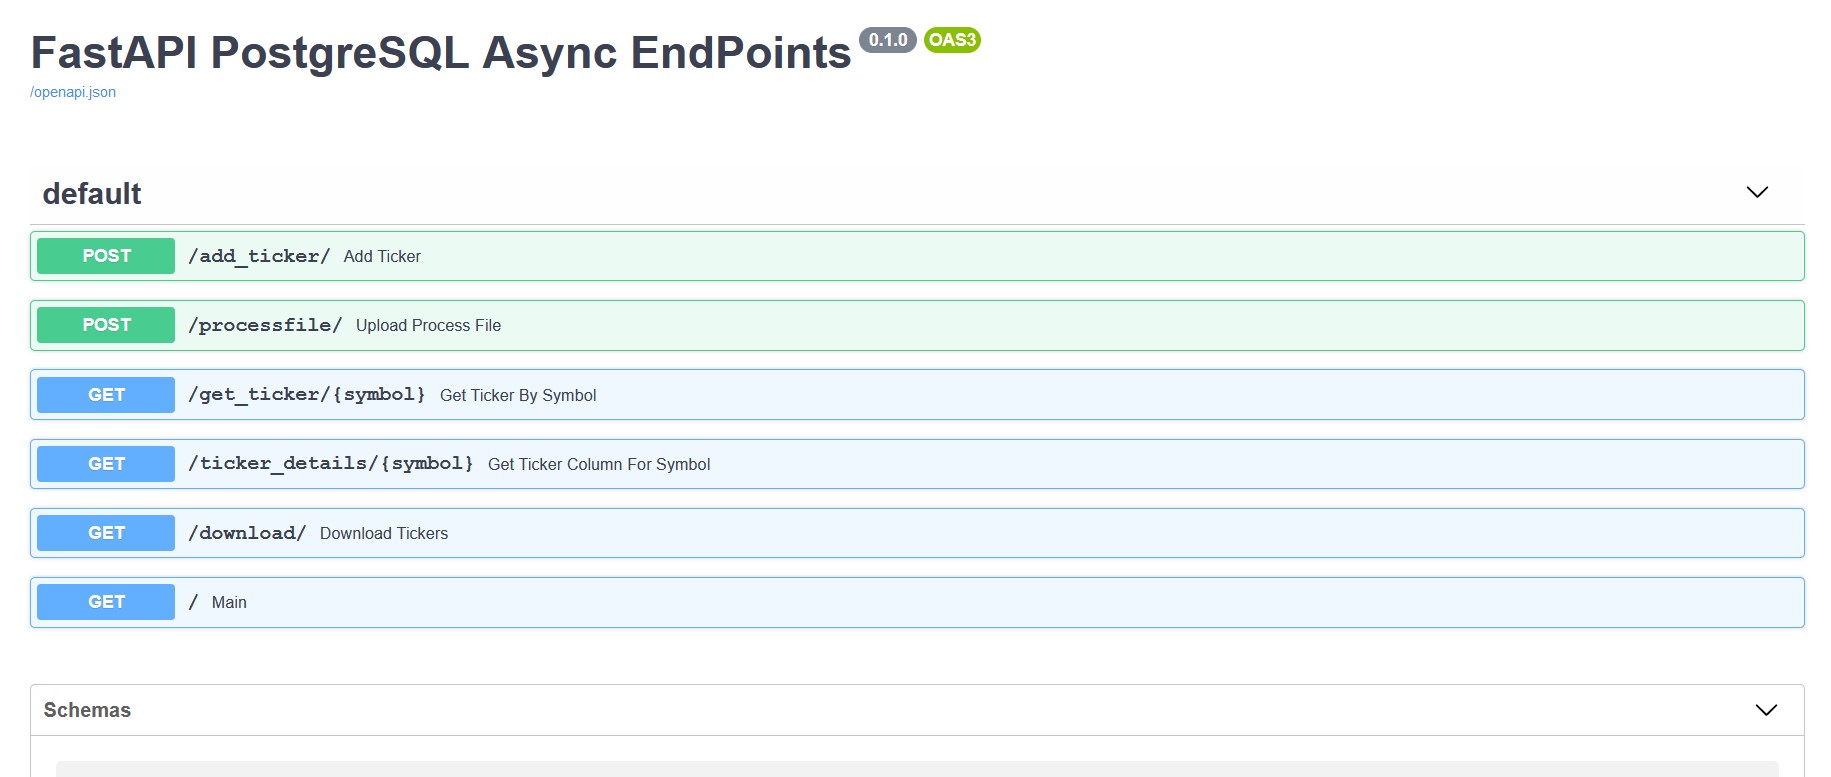 FastAPI PostgreSQL Async EndPoints 0.1.0 OAS3
/openapi.json
default
POST /add_ticker/ Add Ticker
POST /processfile/ Upload Process File
GET /get_ticker/{symbol} Get Ticker By Symbol
GET /ticker_details/{symbol} Get Ticker Column For Symbol
GET /download/ Download Tickers
GET / Main
Schemas